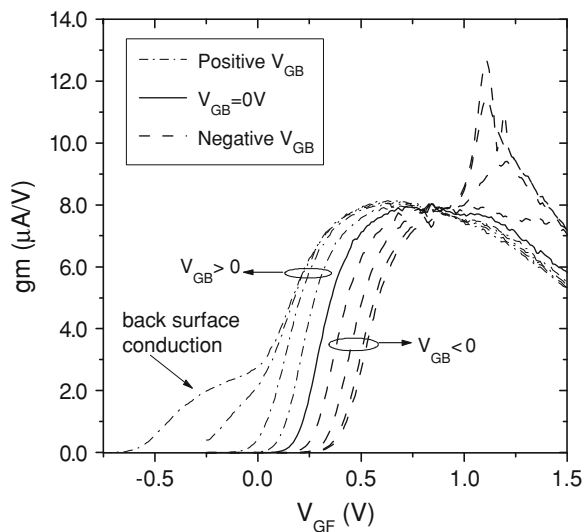 14.0
12.0
10.0
8.0
6.0
4.0
2.0
0.0
gm (μA/V)
Positive V_GB
V_GB=0V
Negative V_GB
V_GB>0
back surface
conduction
V_GB<0
-0.5
0.0
0.5
1.0
1.5
V_GF (V)